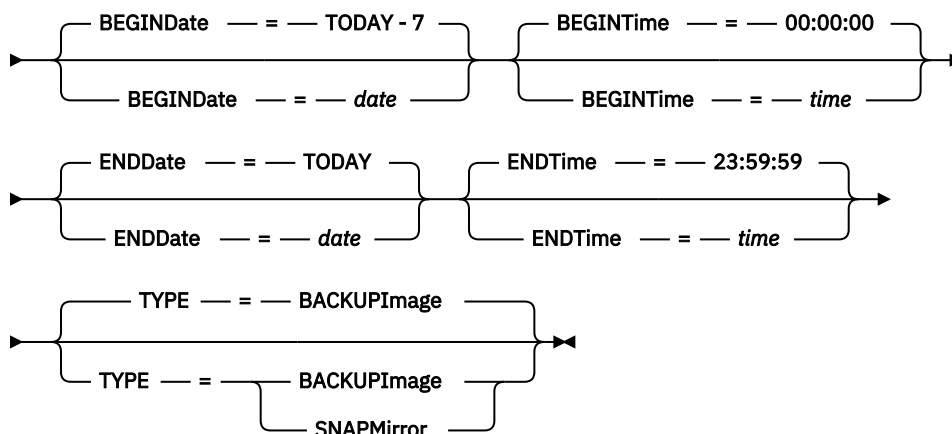 BEGINDate = TODAY - 7 BEGINTime = 00:00:00
BEGINDate = date BEGINTime = time
ENDDate = TODAY ENDTime = 23:59:59
ENDDate = date ENDTime = time
TYPE = BACKUPImage
TYPE = BACKUPImage
SNAPMirror